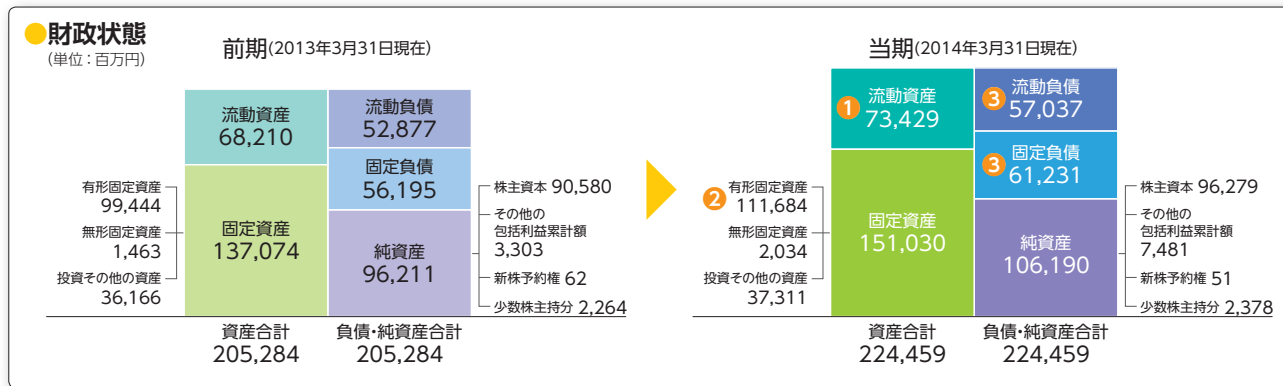 ●財政状態
(単位：百万円)
前期(2013年3月31日現在)
流動資産
68,210
固定資産
137,074
有形固定資産
99,444
無形固定資産
1,463
投資その他の資産
36,166
流動負債
52,877
固定負債
56,195
純資産
96,211
株主資本 90,580
その他の
包括利益累計額
3,303
新株予約権 62
少数株主持分 2,264
資産合計
205,284
負債・純資産合計
205,284
当期(2014年3月31日現在)
1 流動資産
73,429
固定資産
151,030
2 有形固定資産
111,684
無形固定資産
2,034
投資その他の資産
37,311
3 流動負債
57,037
3 固定負債
61,231
純資産
106,190
株主資本 96,279
その他の
包括利益累計額
7,481
新株予約権 51
少数株主持分 2,378
資産合計
224,459
負債・純資産合計
224,459